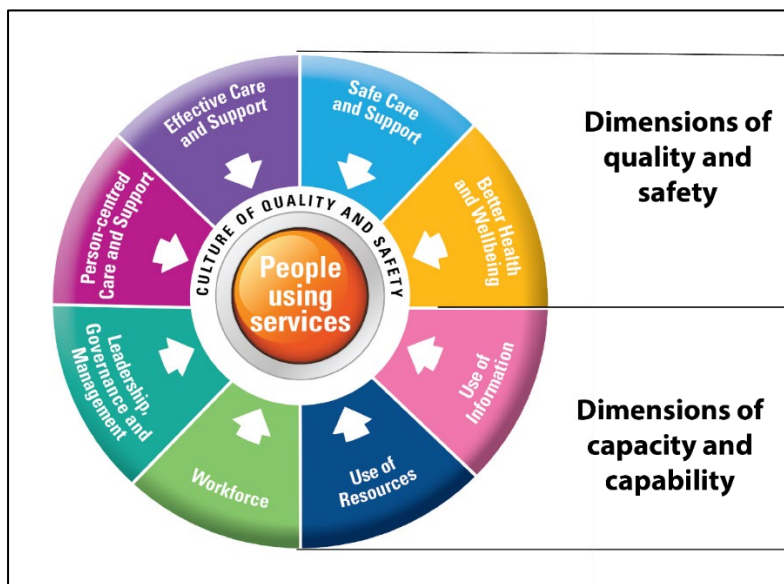 Effective Care
and Support
Safe Care
and Support
Better Health
and Wellbeing
Use of
Information
Use of
Resources
Workforce
Leadership,
Governance and
Management
Person-centred
Care and Support
CULTURE OF QUALITY AND SAFETY
People
using
services
Dimensions of
quality and
safety
Dimensions of
capacity and
capability